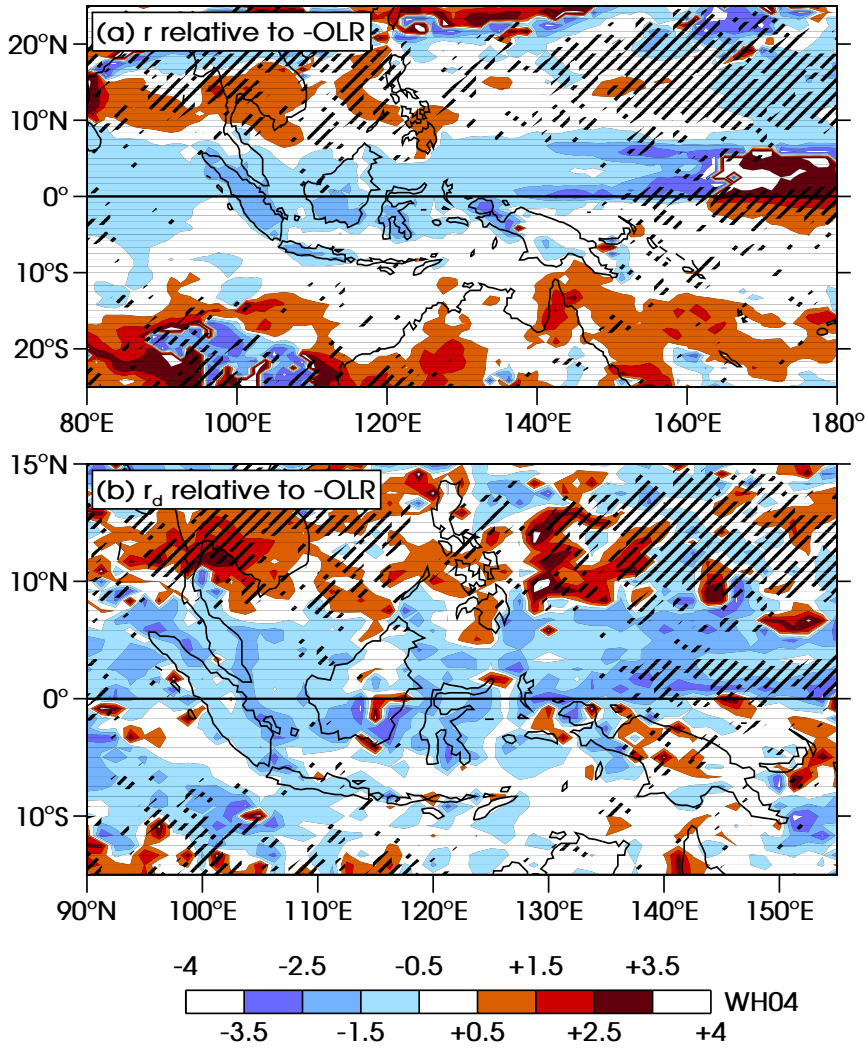 (a) r relative to -OLR
20°N
10°N
0°
10°S
20°S
80°E 100°E 120°E 140°E 160°E 180°
(b) r_d relative to -OLR
15°N
10°N
0°
10°S
90°N 100°E 110°E 120°E 130°E 140°E 150°E
-4 -2.5 -0.5 +1.5 +3.5
WH04
-3.5 -1.5 +0.5 +2.5 +4